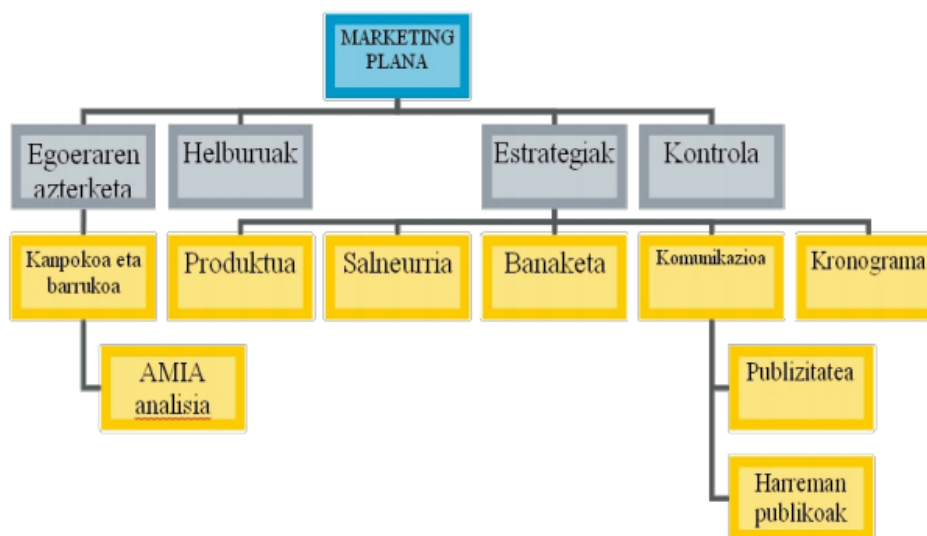 MARKETING
PLANA
Egoeraren
azterketa
Helburuak
Estrategiak
Kontrola
Kanpokoa eta
barrukoa
Produktua
Salneurria
Banaketa
Komunikazioa
Kronograma
AMIA
analisia
Publizitatea
Harreman
publikoak